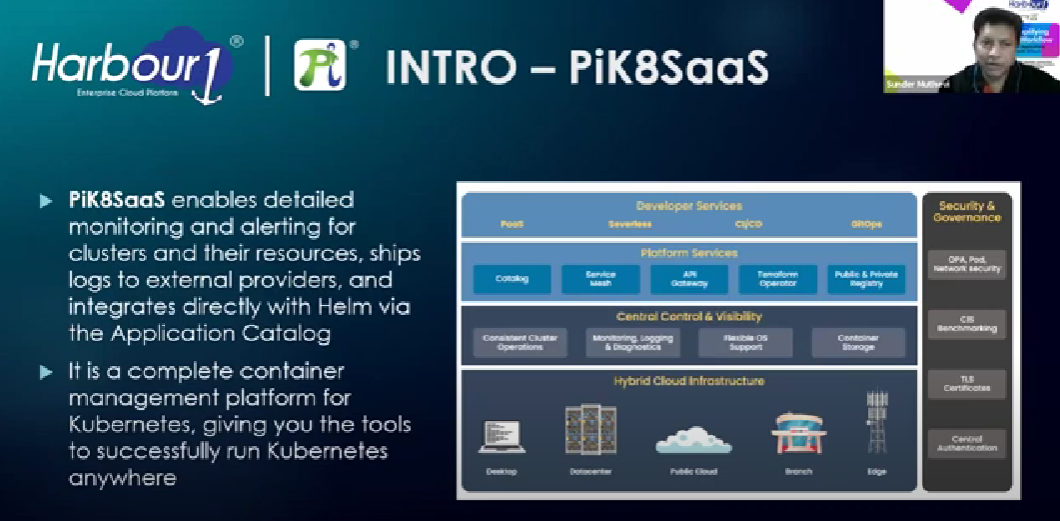 Harbour1®
Enterprise Cloud Platform
Pi®
INTRO – PiK8SaaS
PiK8SaaS enables detailed
monitoring and alerting for
clusters and their resources, ships
logs to external providers, and
integrates directly with Helm via
the Application Catalog
It is a complete container
management platform for
Kubernetes, giving you the tools
to successfully run Kubernetes
anywhere
Developer Services
PaaS
Severless
CI/CD
GitOps
Platform Services
Catalog
Service
Mesh
API
Gateway
Terraform
Operator
Public & Private
Registry
Central Control & Visibility
Consistent Cluster
Operations
Monitoring, Logging
& Diagnostics
Flexible OS
Support
Container
Storage
Hybrid Cloud Infrastructure
Desktop
Datacenter
Public Cloud
Branch
Edge
Security &
Governance
OPA, Pod,
Network Security
CIS
Benchmarking
TLS
Certificates
Central
Authentication
Sunder